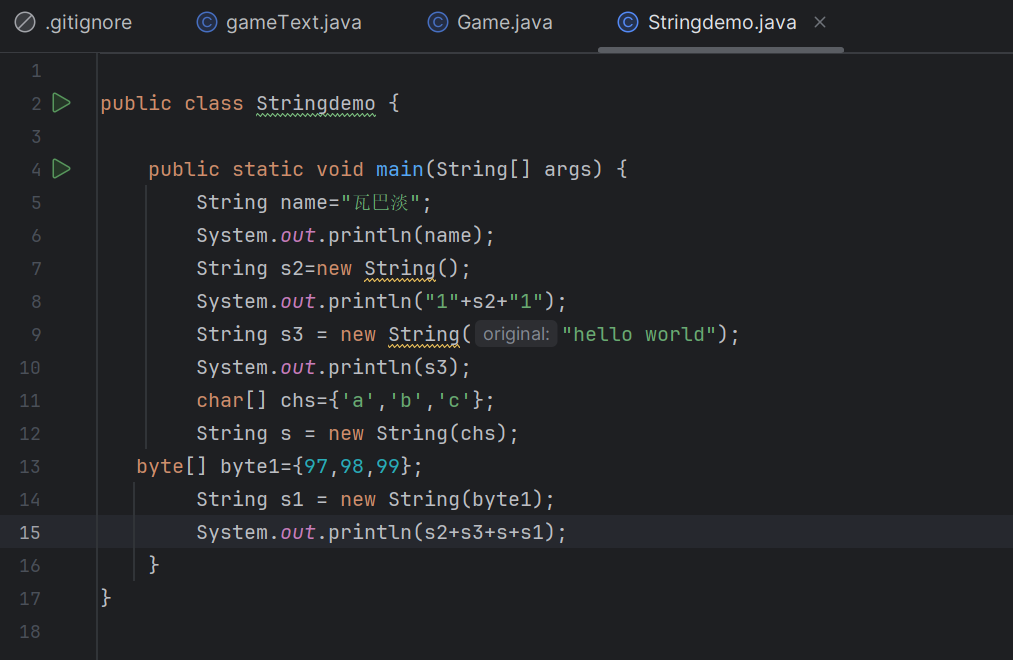 .gitignore gameText.java Game.java Stringdemo.java
1
2 public class Stringdemo {
3
4 public static void main(String[] args) {
5 String name="瓦巴淡";
6 System.out.println(name);
7 String s2=new String();
8 System.out.println("1"+s2+"1");
9 String s3 = new String( original: "hello world");
10 System.out.println(s3);
11 char[] chs={'a','b','c'};
12 String s = new String(chs);
13 byte[] byte1={97,98,99};
14 String s1 = new String(byte1);
15 System.out.println(s2+s3+s+s1);
16 }
17 }
18